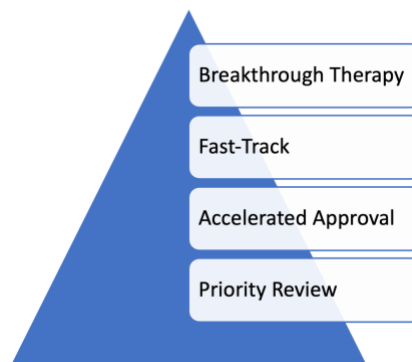 Breakthrough Therapy
Fast-Track
Accelerated Approval
Priority Review